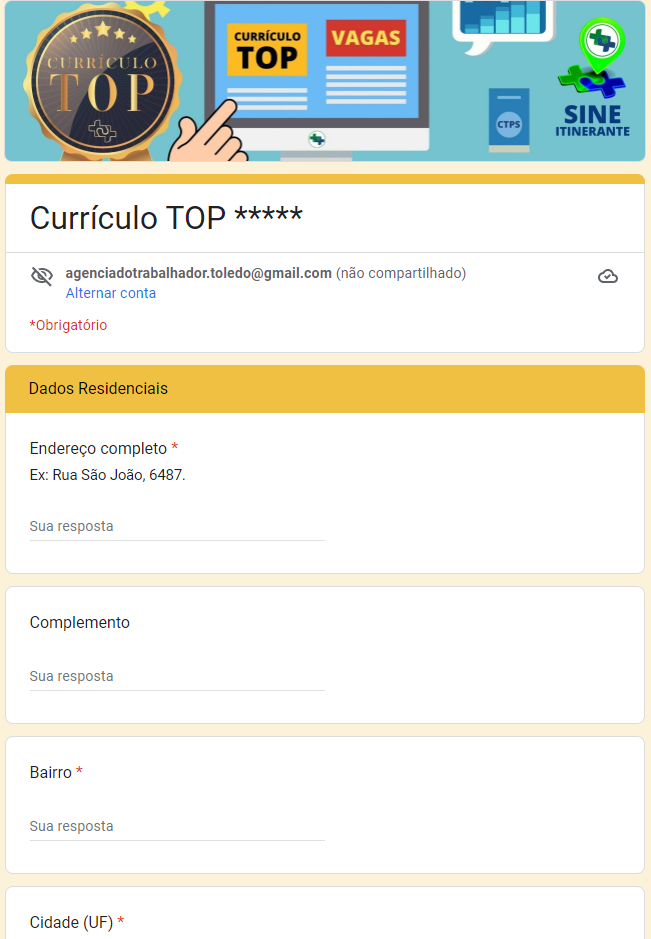 CURRÍCULO
TOP
CURRÍCULO
TOP
VAGAS
CTPS
SINE
ITINERANTE
Currículo TOP *****
agenciadotrabalhador.toledo@gmail.com (não compartilhado)
Alternar conta
*Obrigatório
Dados Residenciais
Endereço completo *
Ex: Rua São João, 6487.
Sua resposta
Complemento
Sua resposta
Bairro *
Sua resposta
Cidade (UF) *